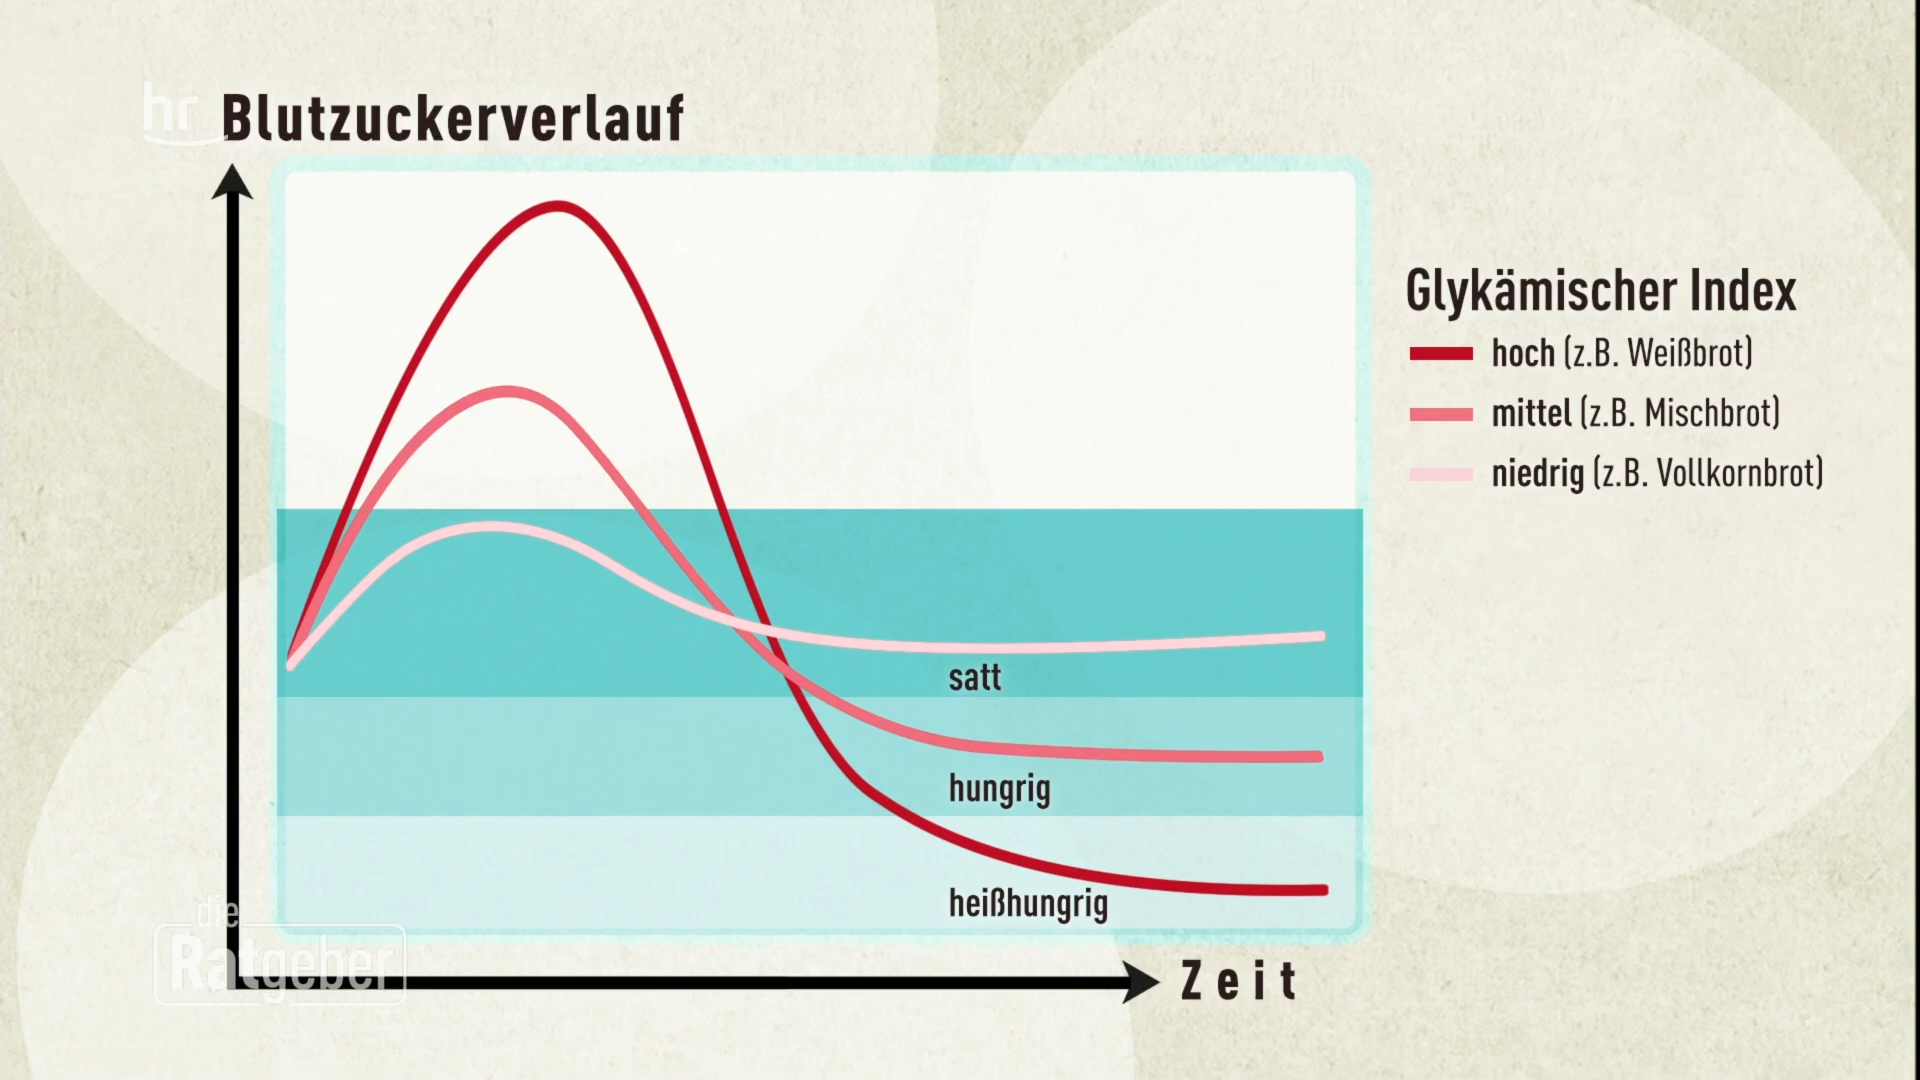 hr
Blutzuckerverlauf
Glykämischer Index
hoch (z.B. Weißbrot)
mittel (z.B. Mischbrot)
niedrig (z.B. Vollkornbrot)
satt
hungrig
heißhungrig
die
Ratgeber
Zeit